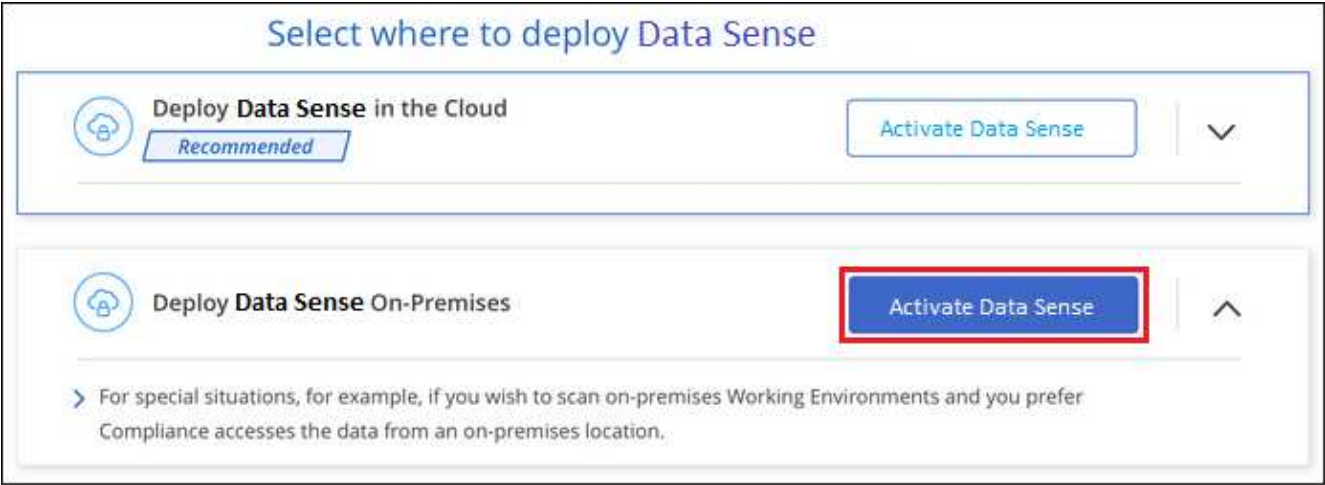 Select where to deploy Data Sense
Deploy Data Sense in the Cloud
Recommended
Activate Data Sense
Deploy Data Sense On-Premises
Activate Data Sense
For special situations, for example, if you wish to scan on-premises Working Environments and you prefer
Compliance accesses the data from an on-premises location.